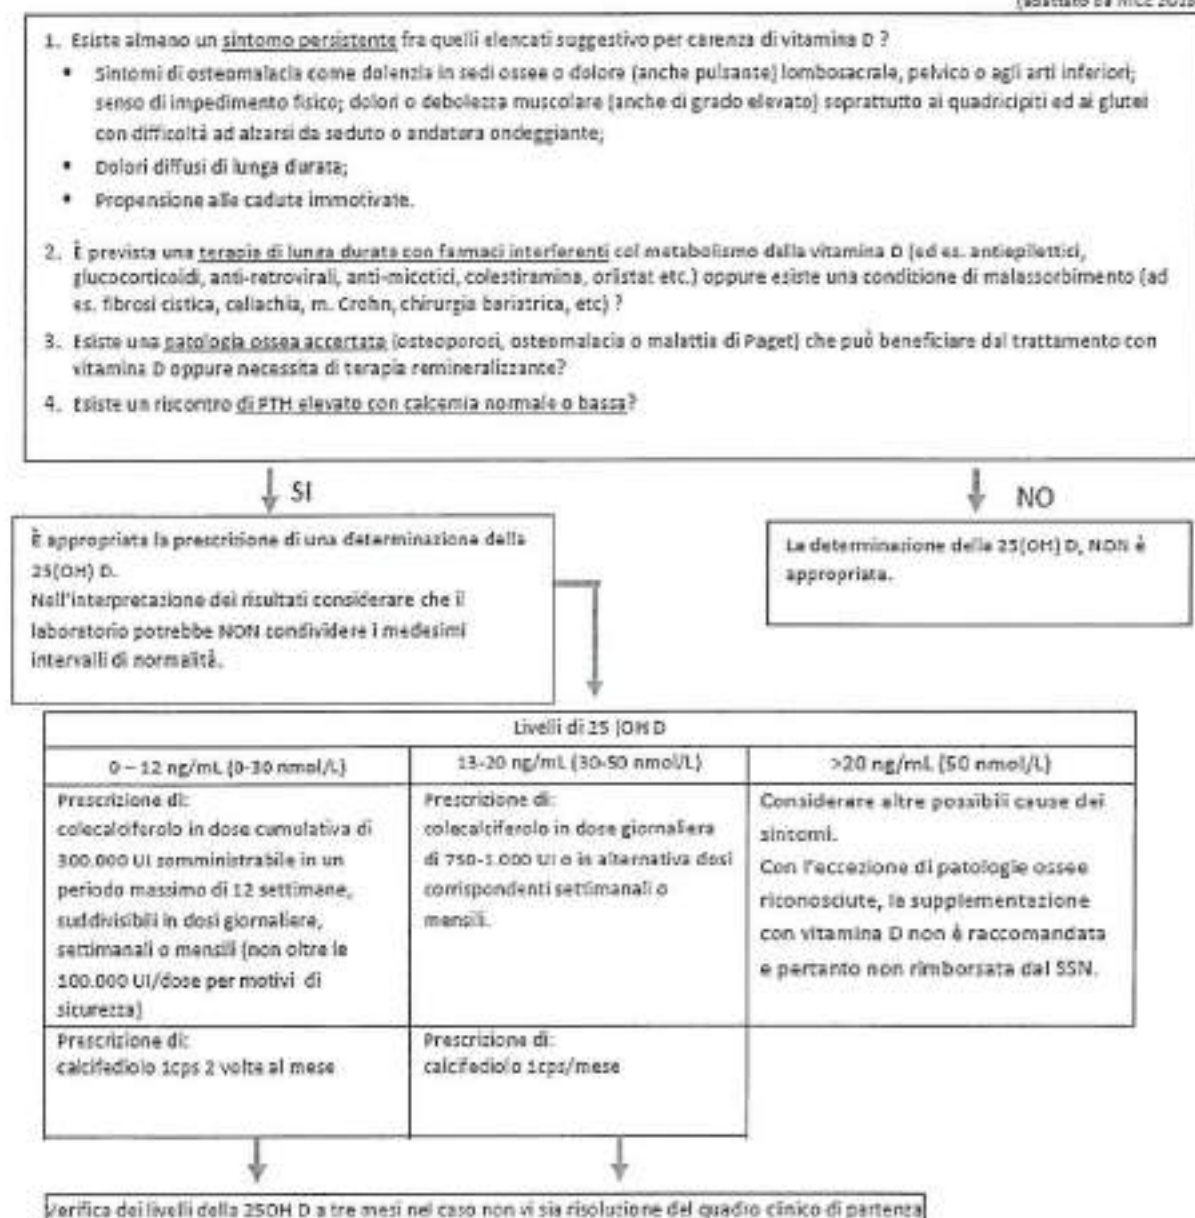 (adattato da NICE 2018
1. Esiste almeno un sintomo persistente fra quelli elencati suggestivo per carenza di vitamina D ?
• Sintomi di osteomalacia come dolenzia in sedi ossee o dolore (anche pulsante) lombosacrale, pelvico o agli arti inferiori;
senso di impedimento fisico; dolori o debolezza muscolare (anche di grado elevato) soprattutto ai quadricipiti ed ai glutei
con difficoltà ad alzarsi da seduto o andatura ondeggiante;
• Dolori diffusi di lunga durata;
• Propensione alle cadute immotivate.
2. È prevista una terapia di lunga durata con farmaci interferenti col metabolismo della vitamina D (ad es. antiepilettici,
glucocorticoidi, anti-retrovirali, anti-micotici, colestiramina, orlistat etc.) oppure esiste una condizione di malassorbimento (ad
es. fibrosi cistica, celiachia, m. Crohn, chirurgia bariatrica, etc) ?
3. Esiste una patologia ossea accertata (osteoporosi, osteomalacia o malattia di Paget) che può beneficiare dal trattamento con
vitamina D oppure necessita di terapia remineralizzante?
4. Esiste un riscontro di PTH elevato con calcemia normale o bassa?
SI
NO
È appropriata la prescrizione di una determinazione della
25(OH) D.
Nell'interpretazione dei risultati considerare che il
laboratorio potrebbe NON condividere i medesimi
intervalli di normalità.
La determinazione della 25(OH) D, NON è
appropriata.
Livelli di 25 (OH D
0 – 12 ng/mL (0-30 nmol/L)
13-20 ng/mL (30-50 nmol/L)
>20 ng/mL (50 nmol/L)
Prescrizione di:
colecalciferolo in dose cumulativa di
300.000 UI somministrabile in un
periodo massimo di 12 settimane,
suddivisibili in dosi giornaliere,
settimanali o mensili (non oltre le
100.000 UI/dose per motivi di
sicurezza)
Prescrizione di:
colecalciferolo in dose giornaliera
di 750-1.000 UI o in alternativa dosi
corrispondenti settimanali o
mensili.
Considerare altre possibili cause dei
sintomi.
Con l'eccezione di patologie ossee
riconosciute, la supplementazione
con vitamina D non è raccomandata
e pertanto non rimborsata dal SSN.
Prescrizione di:
calcifediolo 1cps 2 volte al mese
Prescrizione di:
calcifediolo 1cps/mese
Verifica dei livelli della 25OH D a tre mesi nel caso non vi sia risoluzione del quadro clinico di partenza